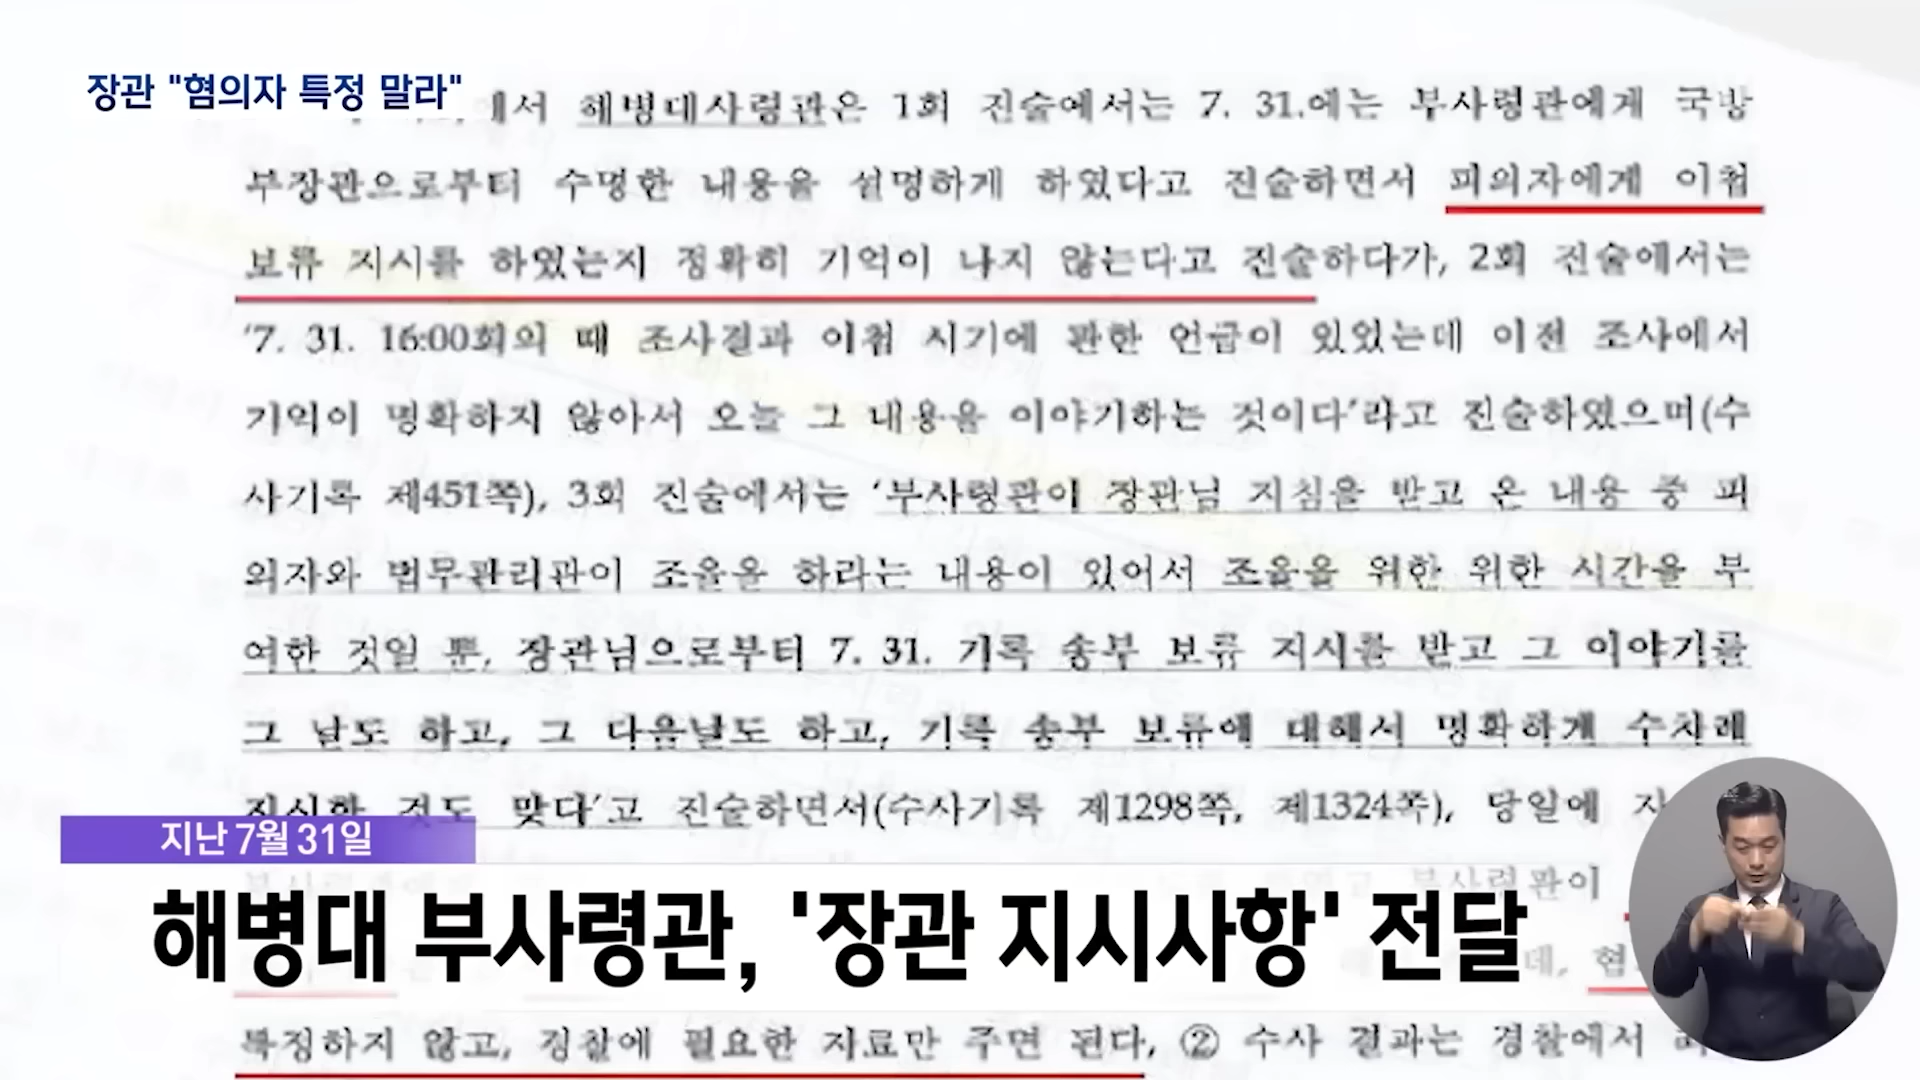 장관 "혐의자 특정 말라"
에서 해병대사령관은 1회 진술에서는 7. 31.에는 부사령관에게 국방
부장관으로부터 수명한 내용을 설명하게 하였다고 진술하면서 피의자에게 이첩
보류 지시를 하였는지 정확히 기억이 나지 않는다고 진술하다가, 2회 진술에서는
'7. 31. 16:00회의 때 조사결과 이첩 시기에 관한 언급이 있었는데 이전 조사에서
기억이 명확하지 않아서 오늘 그 내용을 이야기하는 것이다'라고 진술하였으며(수
사기록 제451쪽), 3회 진술에서는 '부사령관이 장관님 지침을 받고 온 내용 중 피
의자와 법무관리관이 조율을 하라는 내용이 있어서 조율을 위한 위한 시간을 부
여한 것일 뿐, 장관님으로부터 7. 31. 기록 송부 보류 지시를 받고 그 이야기를
그 날도 하고, 그 다음날도 하고, 기록 송부 보류에 대해서 명확하게 수차례
지시한 것도 맞다'고 진술하면서(수사기록 제1298쪽, 제1324쪽), 당일에
부사령관이
지난 7월 31일
해병대 부사령관, '장관 지시사항' 전달
특정하지 않고, 경찰에 필요한 자료만 주면 된다, ② 수사 결과는 경찰에서